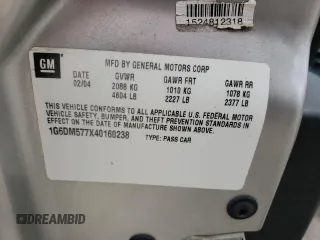 1524812318
GM
MFD BY GENERAL MOTORS CORP
DATE GVWR GAWR FRT GAWR RR
02/04 2088 KG 1010 KG 1078 KG
4604 LB 2227 LB 2377 LB
THIS VEHICLE CONFORMS TO ALL APPLICABLE U.S. FEDERAL MOTOR
VEHICLE SAFETY, BUMPER, AND THEFT PREVENTION STANDARDS
IN EFFECT ON THE DATE OF MANUFACTURE SHOWN ABOVE.
1G6DM577X40160238 TYPE: PASS CAR
DREAMBID